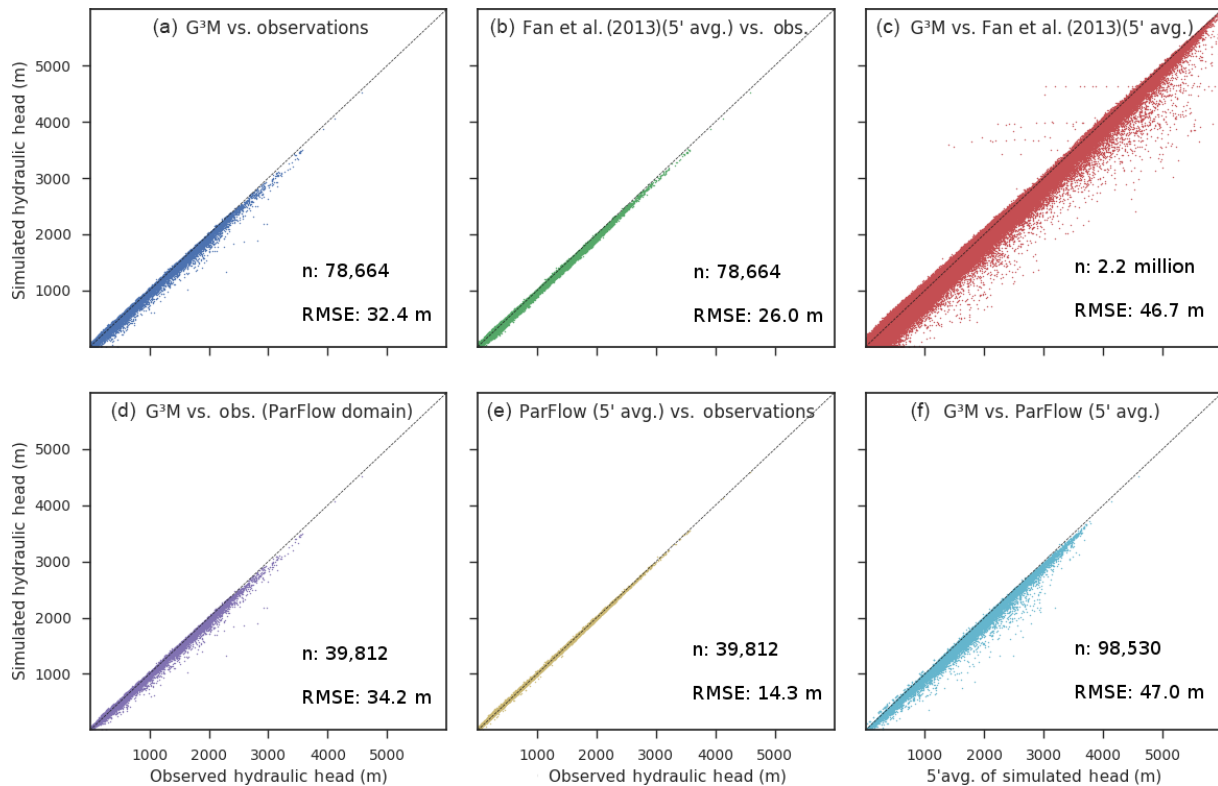 (a) G³M vs. observations
(b) Fan et al. (2013)(5' avg.) vs. obs.
(c) G³M vs. Fan et al. (2013)(5' avg.)
Simulated hydraulic head (m)
5000
4000
3000
2000
1000
n: 78,664
RMSE: 32.4 m
n: 78,664
RMSE: 26.0 m
n: 2.2 million
RMSE: 46.7 m
(d) G³M vs. obs. (ParFlow domain)
(e) ParFlow (5' avg.) vs. observations
(f) G³M vs. ParFlow (5' avg.)
Simulated hydraulic head (m)
5000
4000
3000
2000
1000
n: 39,812
RMSE: 34.2 m
n: 39,812
RMSE: 14.3 m
n: 98,530
RMSE: 47.0 m
1000 2000 3000 4000 5000
1000 2000 3000 4000 5000
1000 2000 3000 4000 5000
Observed hydraulic head (m)
Observed hydraulic head (m)
5'avg. of simulated head (m)